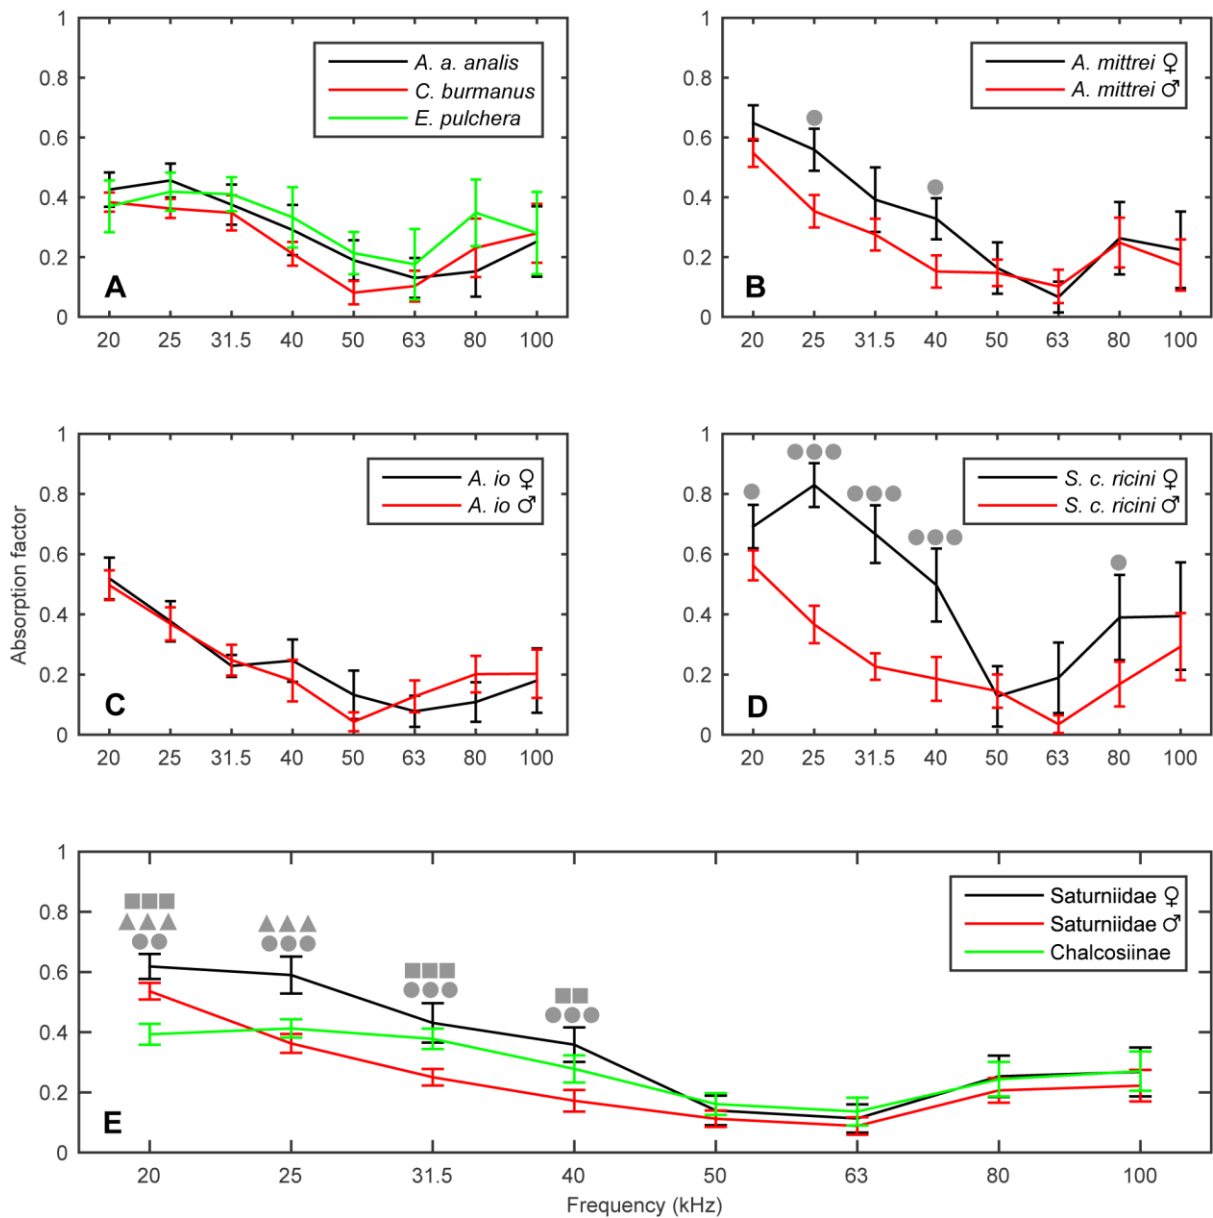 1
0.8
0.6
0.4
0.2
0
A. a. analis
C. burmanus
E. pulchera
A
20 25 31.5 40 50 63 80 100
1
0.8
0.6
0.4
0.2
0
A. mittrei ♀
A. mittrei ♂
B
20 25 31.5 40 50 63 80 100
Absorption factor
1
0.8
0.6
0.4
0.2
0
A. io ♀
A. io ♂
C
20 25 31.5 40 50 63 80 100
1
0.8
0.6
0.4
0.2
0
S. c. ricini ♀
S. c. ricini ♂
D
20 25 31.5 40 50 63 80 100
1
0.8
0.6
0.4
0.2
0
Saturniidae ♀
Saturniidae ♂
Chalcosiinae
E
20 25 31.5 40 50 63 80 100
Frequency (kHz)